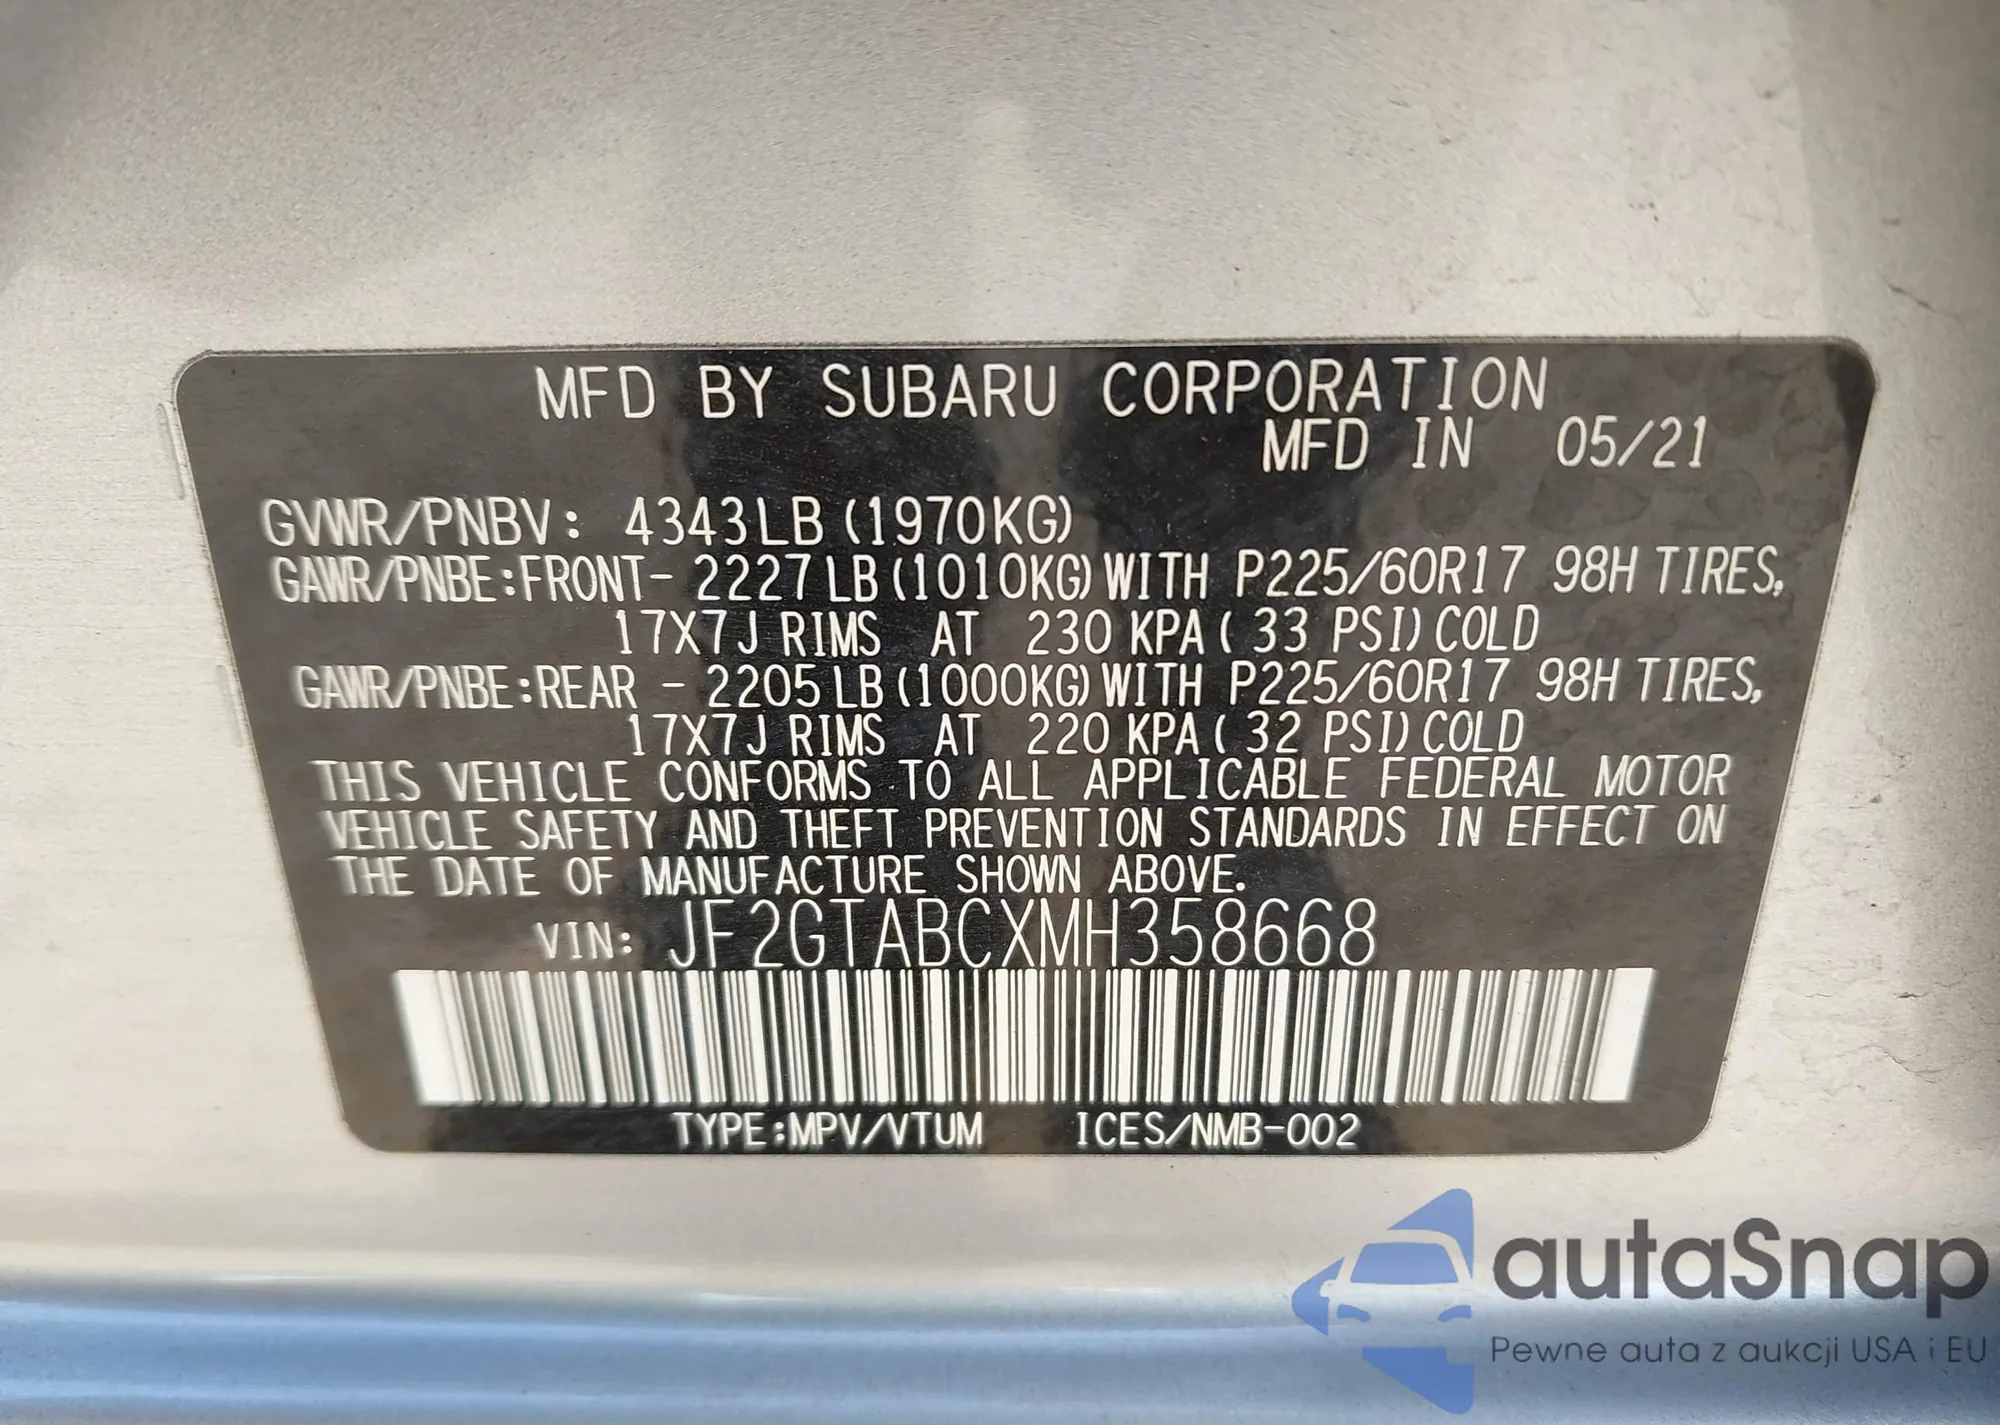 MFD BY SUBARU CORPORATION
MFD IN 05/21
GVWR/PNBV: 4343LB (1970KG)
GAWR/PNBE:FRONT- 2227LB (1010KG) WITH P225/60R17 98H TIRES,
17X7J RIMS AT 230 KPA ( 33 PSI) COLD
GAWR/PNBE:REAR - 2205LB (1000KG) WITH P225/60R17 98H TIRES,
17X7J RIMS AT 220 KPA ( 32 PSI) COLD
THIS VEHICLE CONFORMS TO ALL APPLICABLE FEDERAL MOTOR
VEHICLE SAFETY AND THEFT PREVENTION STANDARDS IN EFFECT ON
THE DATE OF MANUFACTURE SHOWN ABOVE.
VIN: JF2GTABCXMH358668
TYPE:MPV/VTUM ICES/NMB-002
autaSnap
Pewne auta z aukcji USA i EU